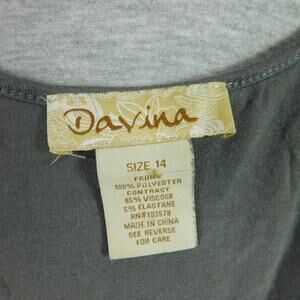 Davina
SIZE 14
FRONT
100% POLYESTER
CONTRAST
95% VISCOSE
5% ELASTANE
RN#103579
MADE IN CHINA
SEE REVERSE
FOR CARE